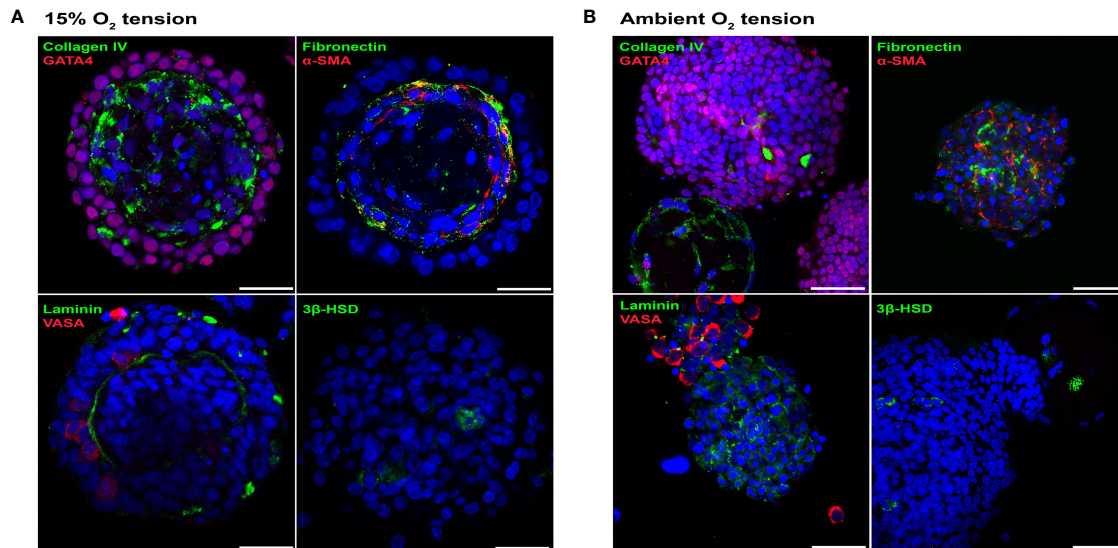 A 15% O₂ tension
Collagen IV
GATA4
Fibronectin
α-SMA
Laminin
VASA
3β-HSD
B Ambient O₂ tension
Collagen IV
GATA4
Fibronectin
α-SMA
Laminin
VASA
3β-HSD